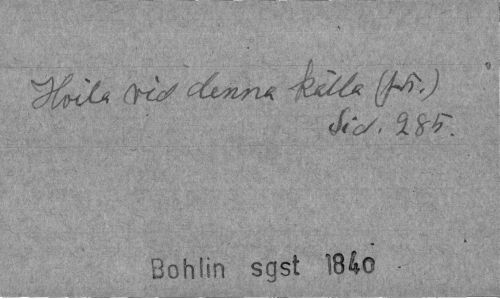 Hvila vid denna källa (fr.)
Sid. 285.
Bohlin sgst 1840